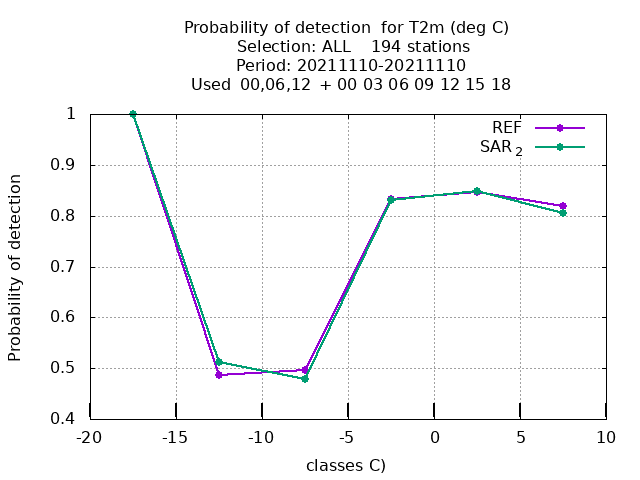 Probability of detection  for T2m (deg C)
Selection: ALL    194 stations
Period: 20211110-20211110
Used  00,06,12  + 00 03 06 09 12 15 18
REF
SAR 2
Probability of detection
1
0.9
0.8
0.7
0.6
0.5
0.4
-20 -15 -10 -5 0 5 10
classes C)